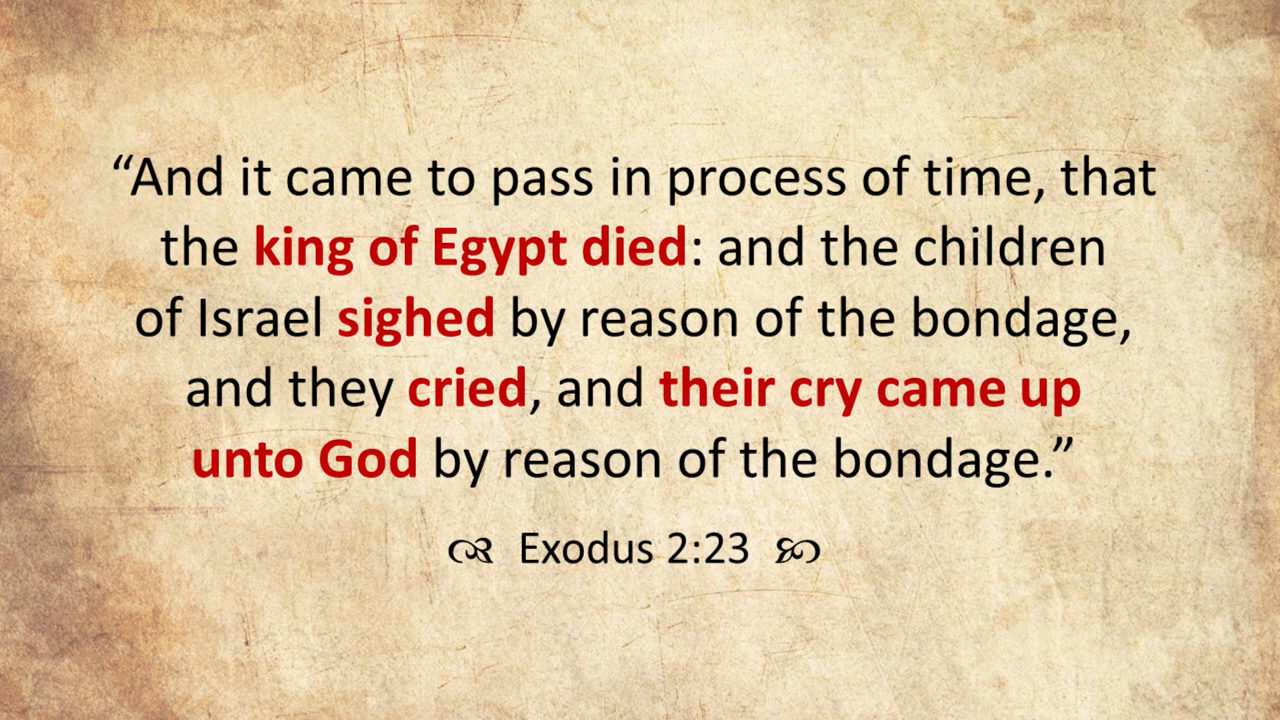 “And it came to pass in process of time, that
the king of Egypt died: and the children
of Israel sighed by reason of the bondage,
and they cried, and their cry came up
unto God by reason of the bondage.”
Exodus 2:23